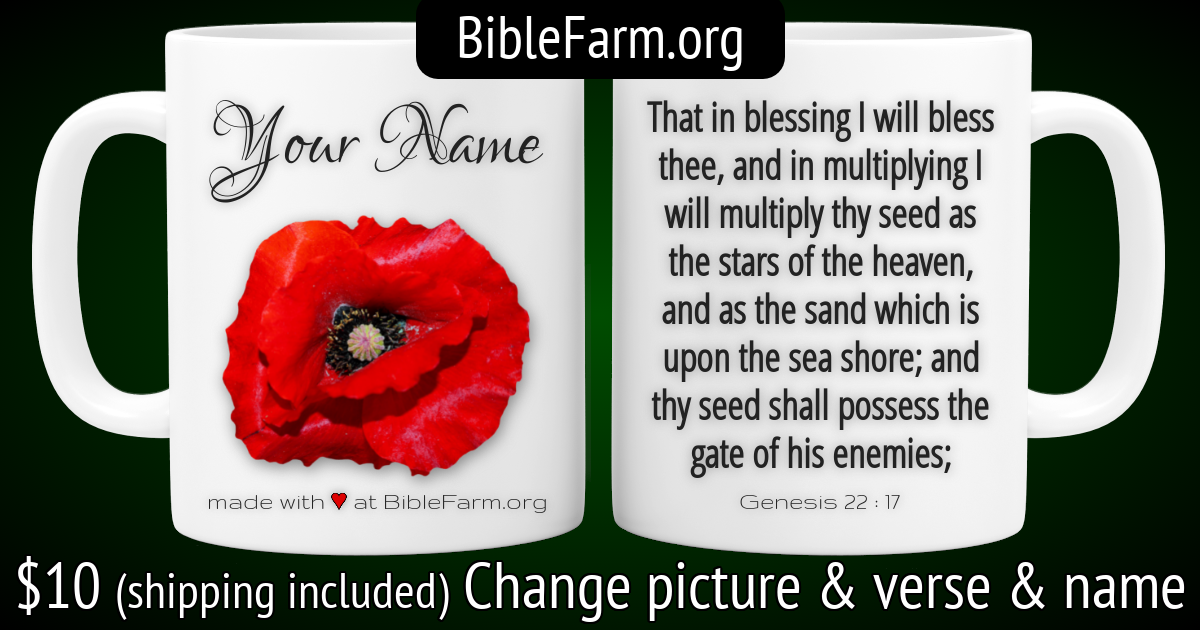 BibleFarm.org
Your Name
made with ♥ at BibleFarm.org
That in blessing I will bless
thee, and in multiplying I
will multiply thy seed as
the stars of the heaven,
and as the sand which is
upon the sea shore; and
thy seed shall possess the
gate of his enemies;
Genesis 22 : 17
$10 (shipping included) Change picture & verse & name